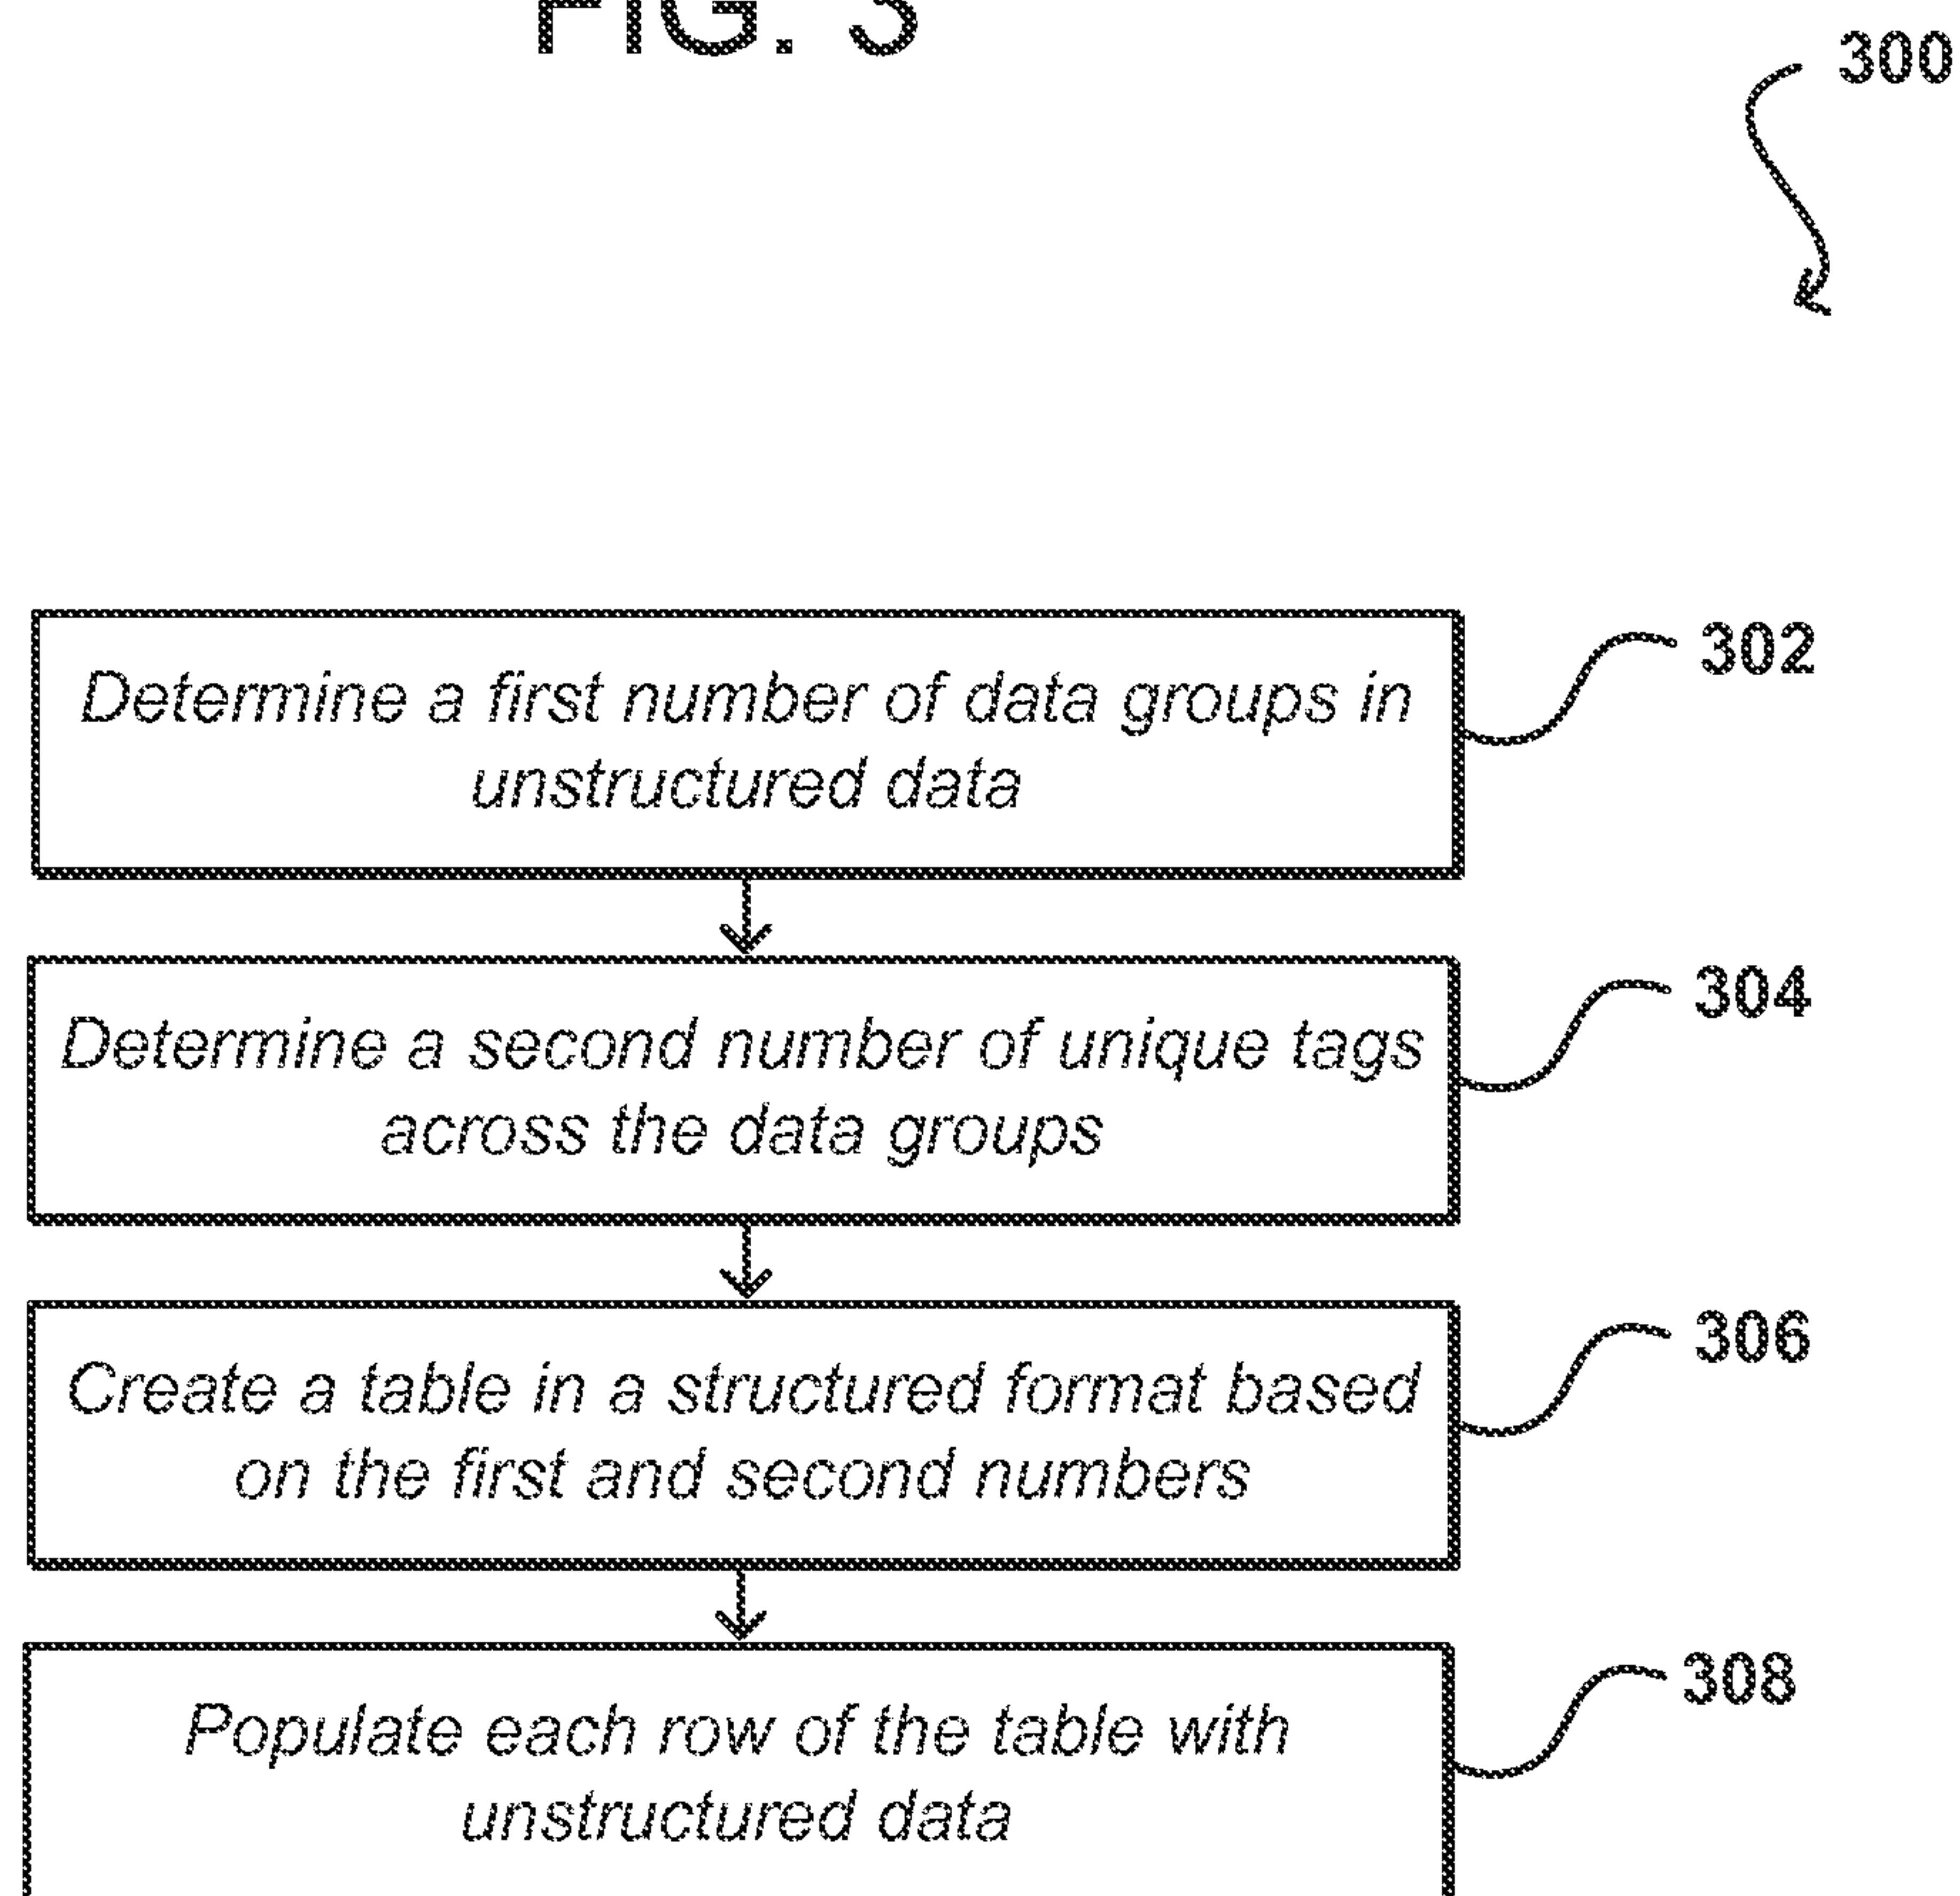 FIG. 3
300
Determine a first number of data groups in
unstructured data
302
Determine a second number of unique tags
across the data groups
304
Create a table in a structured format based
on the first and second numbers
306
Populate each row of the table with
unstructured data
308